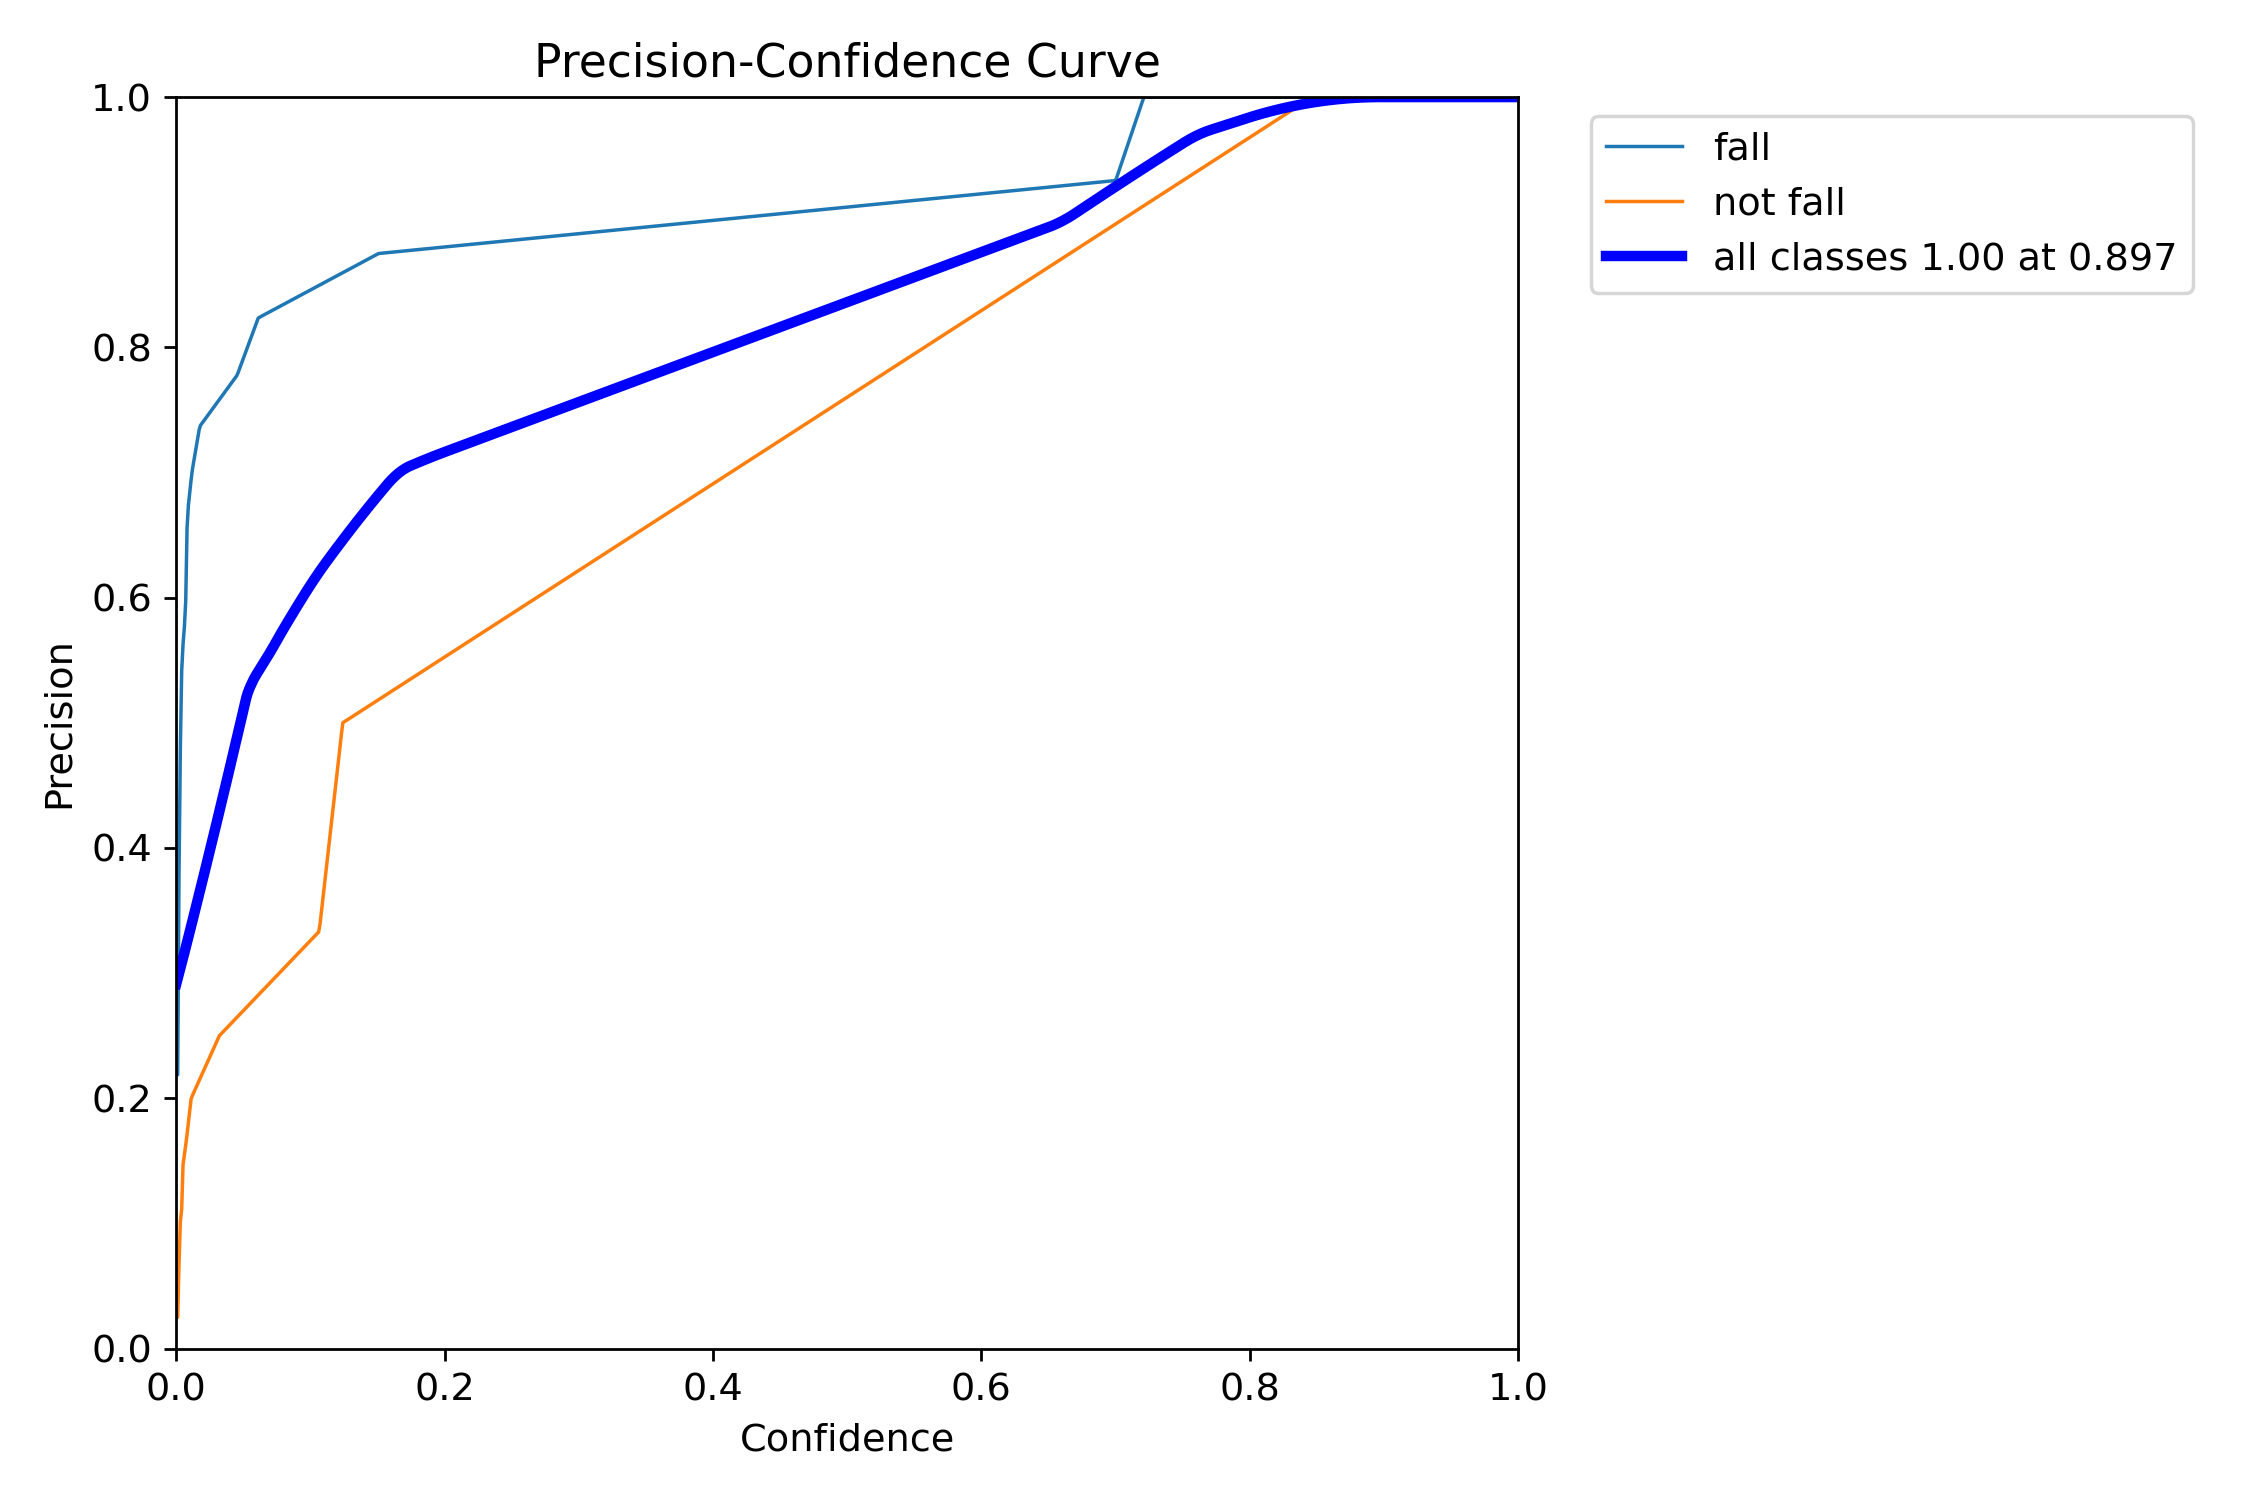 Precision-Confidence Curve
1.0
0.8
0.6
0.4
0.2
0.0
Precision
0.0 0.2 0.4 0.6 0.8 1.0
Confidence
fall
not fall
all classes 1.00 at 0.897